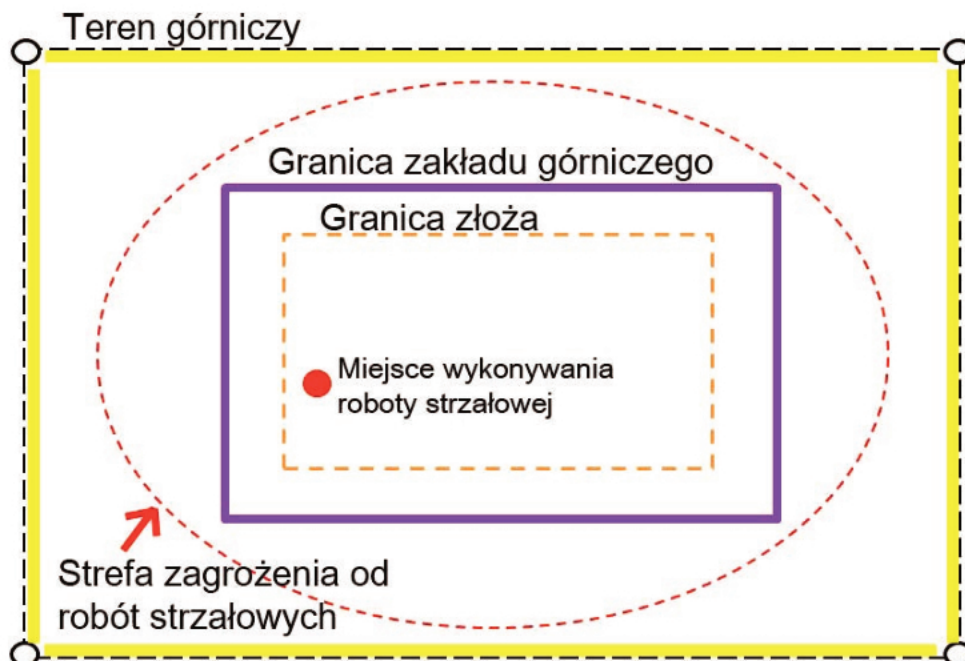 Teren górniczy
Granica zakładu górniczego
Granica złoża
Miejsce wykonywania
roboty strzałowej
Strefa zagrożenia od
robót strzałowych